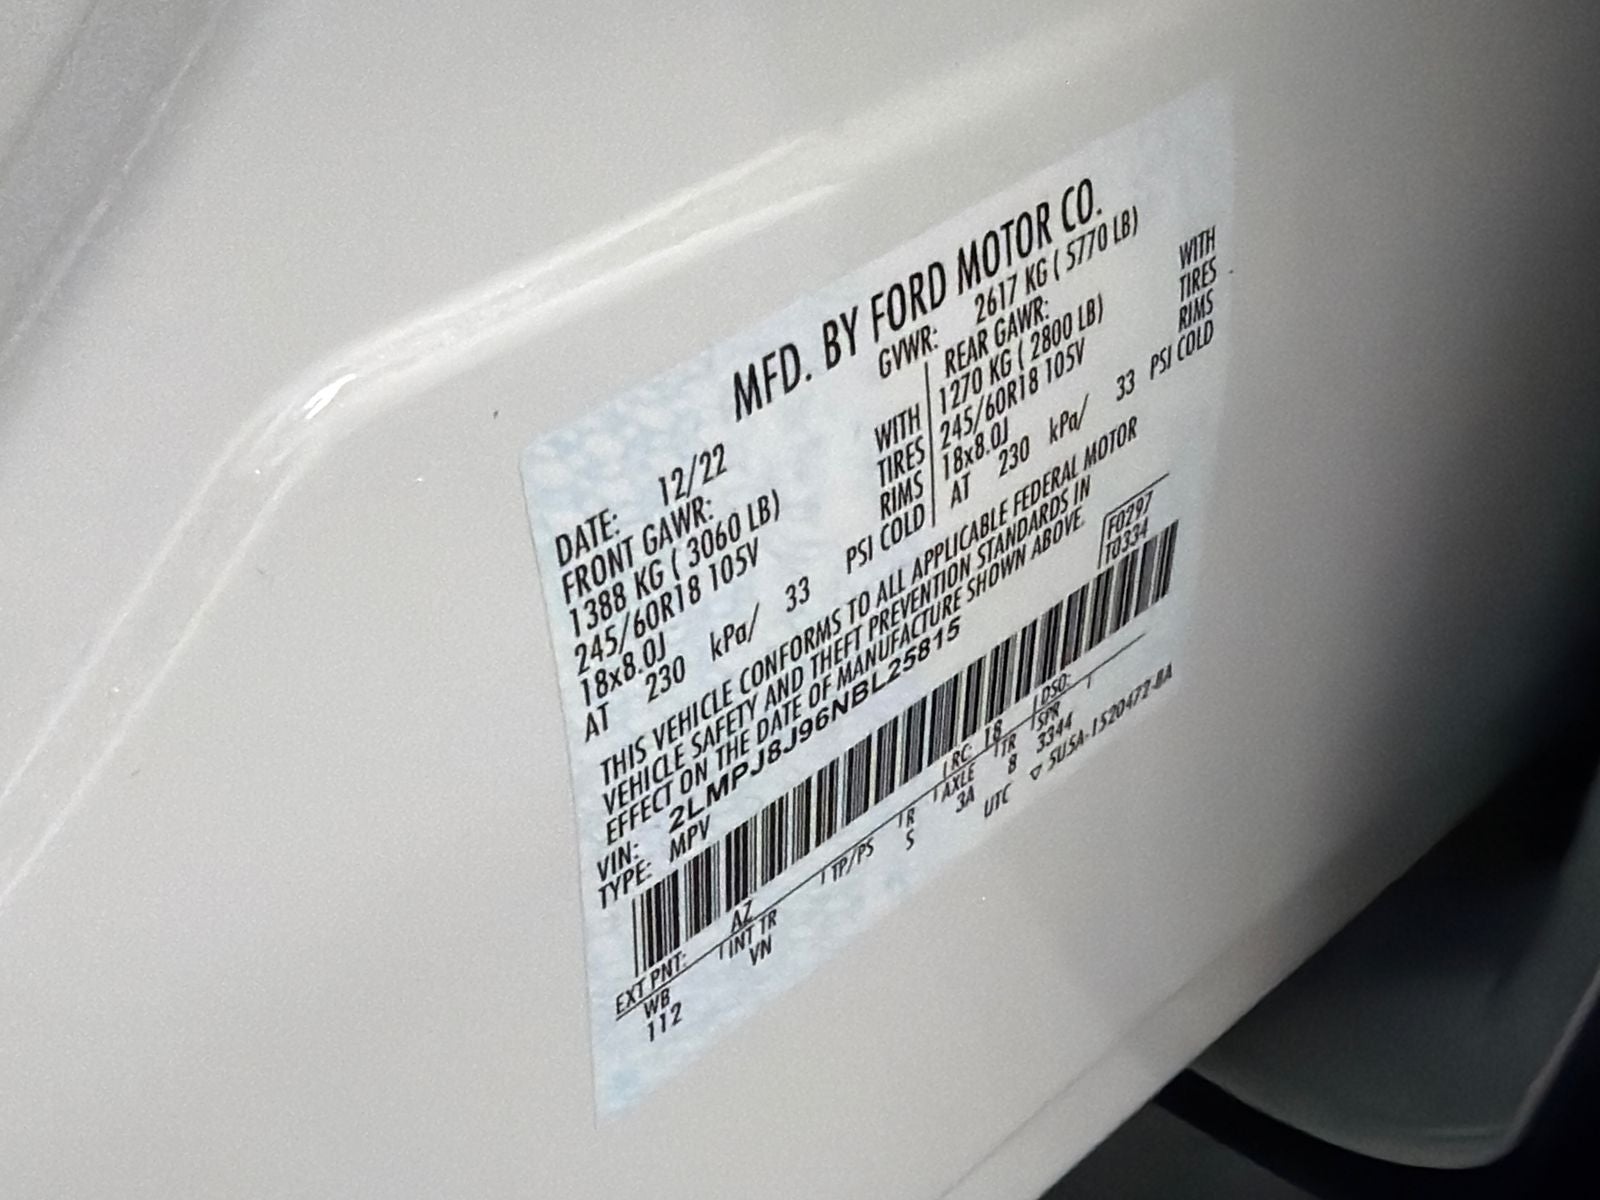 MFD. BY FORD MOTOR CO.
DATE: 12/22 GVWR: 2617 KG ( 5770 LB)
FRONT GAWR: REAR GAWR:
1388 KG ( 3060 LB) WITH 1270 KG ( 2800 LB) WITH
245/60R18 105V TIRES 245/60R18 105V TIRES
18x8.0J RIMS 18x8.0J RIMS
AT 230 kPa/ 33 PSI COLD AT 230 kPa/ 33 PSI COLD
THIS VEHICLE CONFORMS TO ALL APPLICABLE FEDERAL MOTOR
VEHICLE SAFETY AND THEFT PREVENTION STANDARDS IN
EFFECT ON THE DATE OF MANUFACTURE SHOWN ABOVE.
VIN: 2LMPJ8J96NBL25815 F0297
TYPE: MPV T0334
EXT PNT: AZ RC: 18 DSO:
WB INT TR TP/PS R AXLE TR SPR
112 VN S 3A 8 3344
UTC ▽ 5U5A-1520472-BA